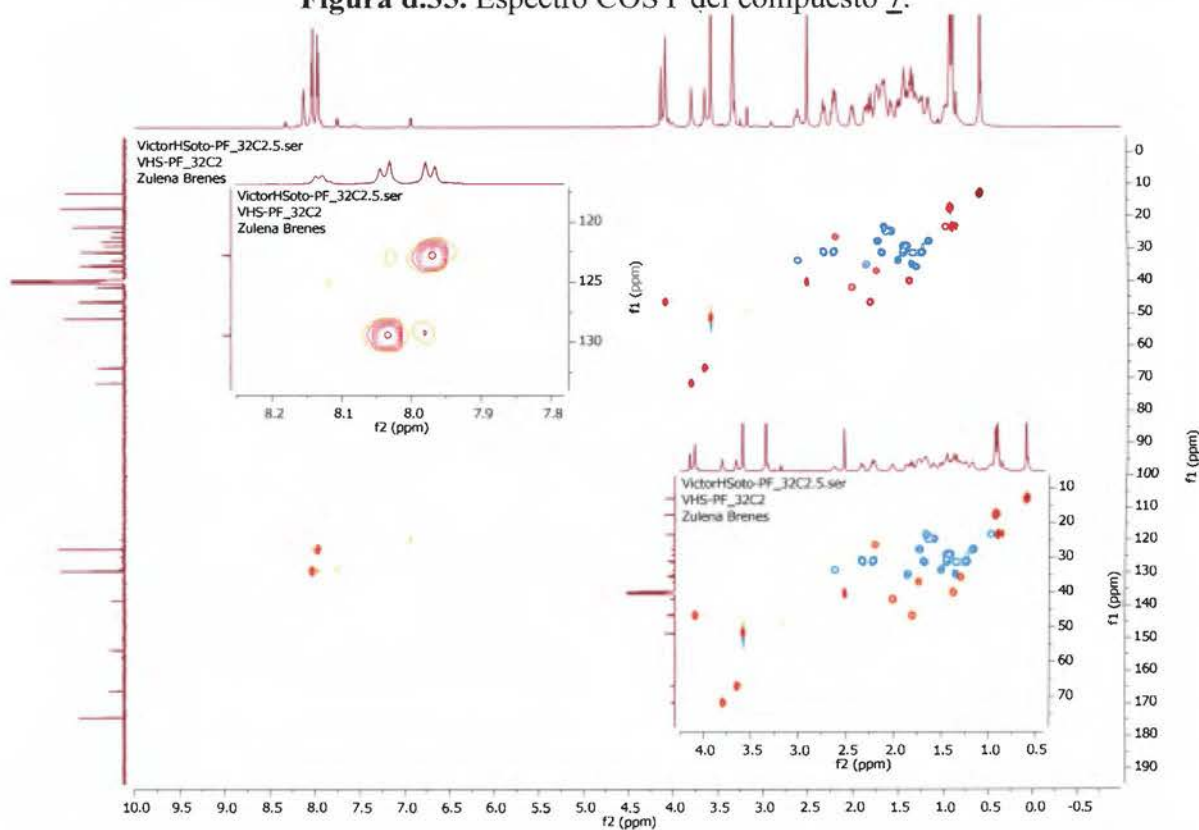 Figura d.33. Espectro COSY del compuesto 7.
VictorHSoto-PF_32C2.5.ser
VHS-PF_32C2
Zulena Brenes
VictorHSoto-PF_32C2.5.ser
VHS-PF_32C2
Zulena Brenes
120
125
130
f1 (ppm)
8.2 8.1 8.0 7.9 7.8
f2 (ppm)
0
10
20
30
40
50
60
70
80
90
100
110
120
130
140
150
160
170
180
190
f1 (ppm)
VictorHSoto-PF_32C2.5.ser
VHS-PF_32C2
Zulena Brenes
10
20
30
40
50
60
70
f1 (ppm)
4.0 3.5 3.0 2.5 2.0 1.5 1.0 0.5
f2 (ppm)
10.0 9.5 9.0 8.5 8.0 7.5 7.0 6.5 6.0 5.5 5.0 4.5 4.0 3.5 3.0 2.5 2.0 1.5 1.0 0.5 0.0 -0.5
f2 (ppm)